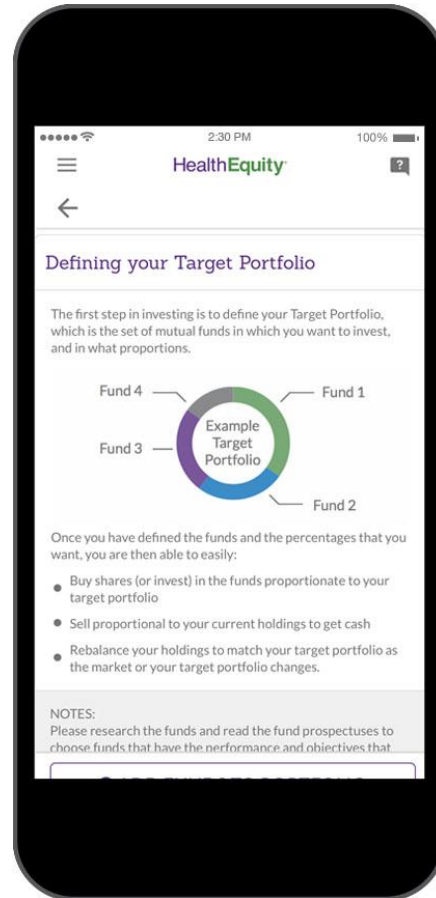 2:30 PM
100%
HealthEquity
?
Defining your Target Portfolio
The first step in investing is to define your Target Portfolio,
which is the set of mutual funds in which you want to invest,
and in what proportions.
Fund 4
Fund 1
Example
Target
Portfolio
Fund 3
Fund 2
Once you have defined the funds and the percentages that you
want, you are then able to easily:
Buy shares (or invest) in the funds proportionate to your
target portfolio
Sell proportional to your current holdings to get cash
Rebalance your holdings to match your target portfolio as
the market or your target portfolio changes.
NOTES:
Please research the funds and read the fund prospectuses to
choose funds that have the performance and objectives that